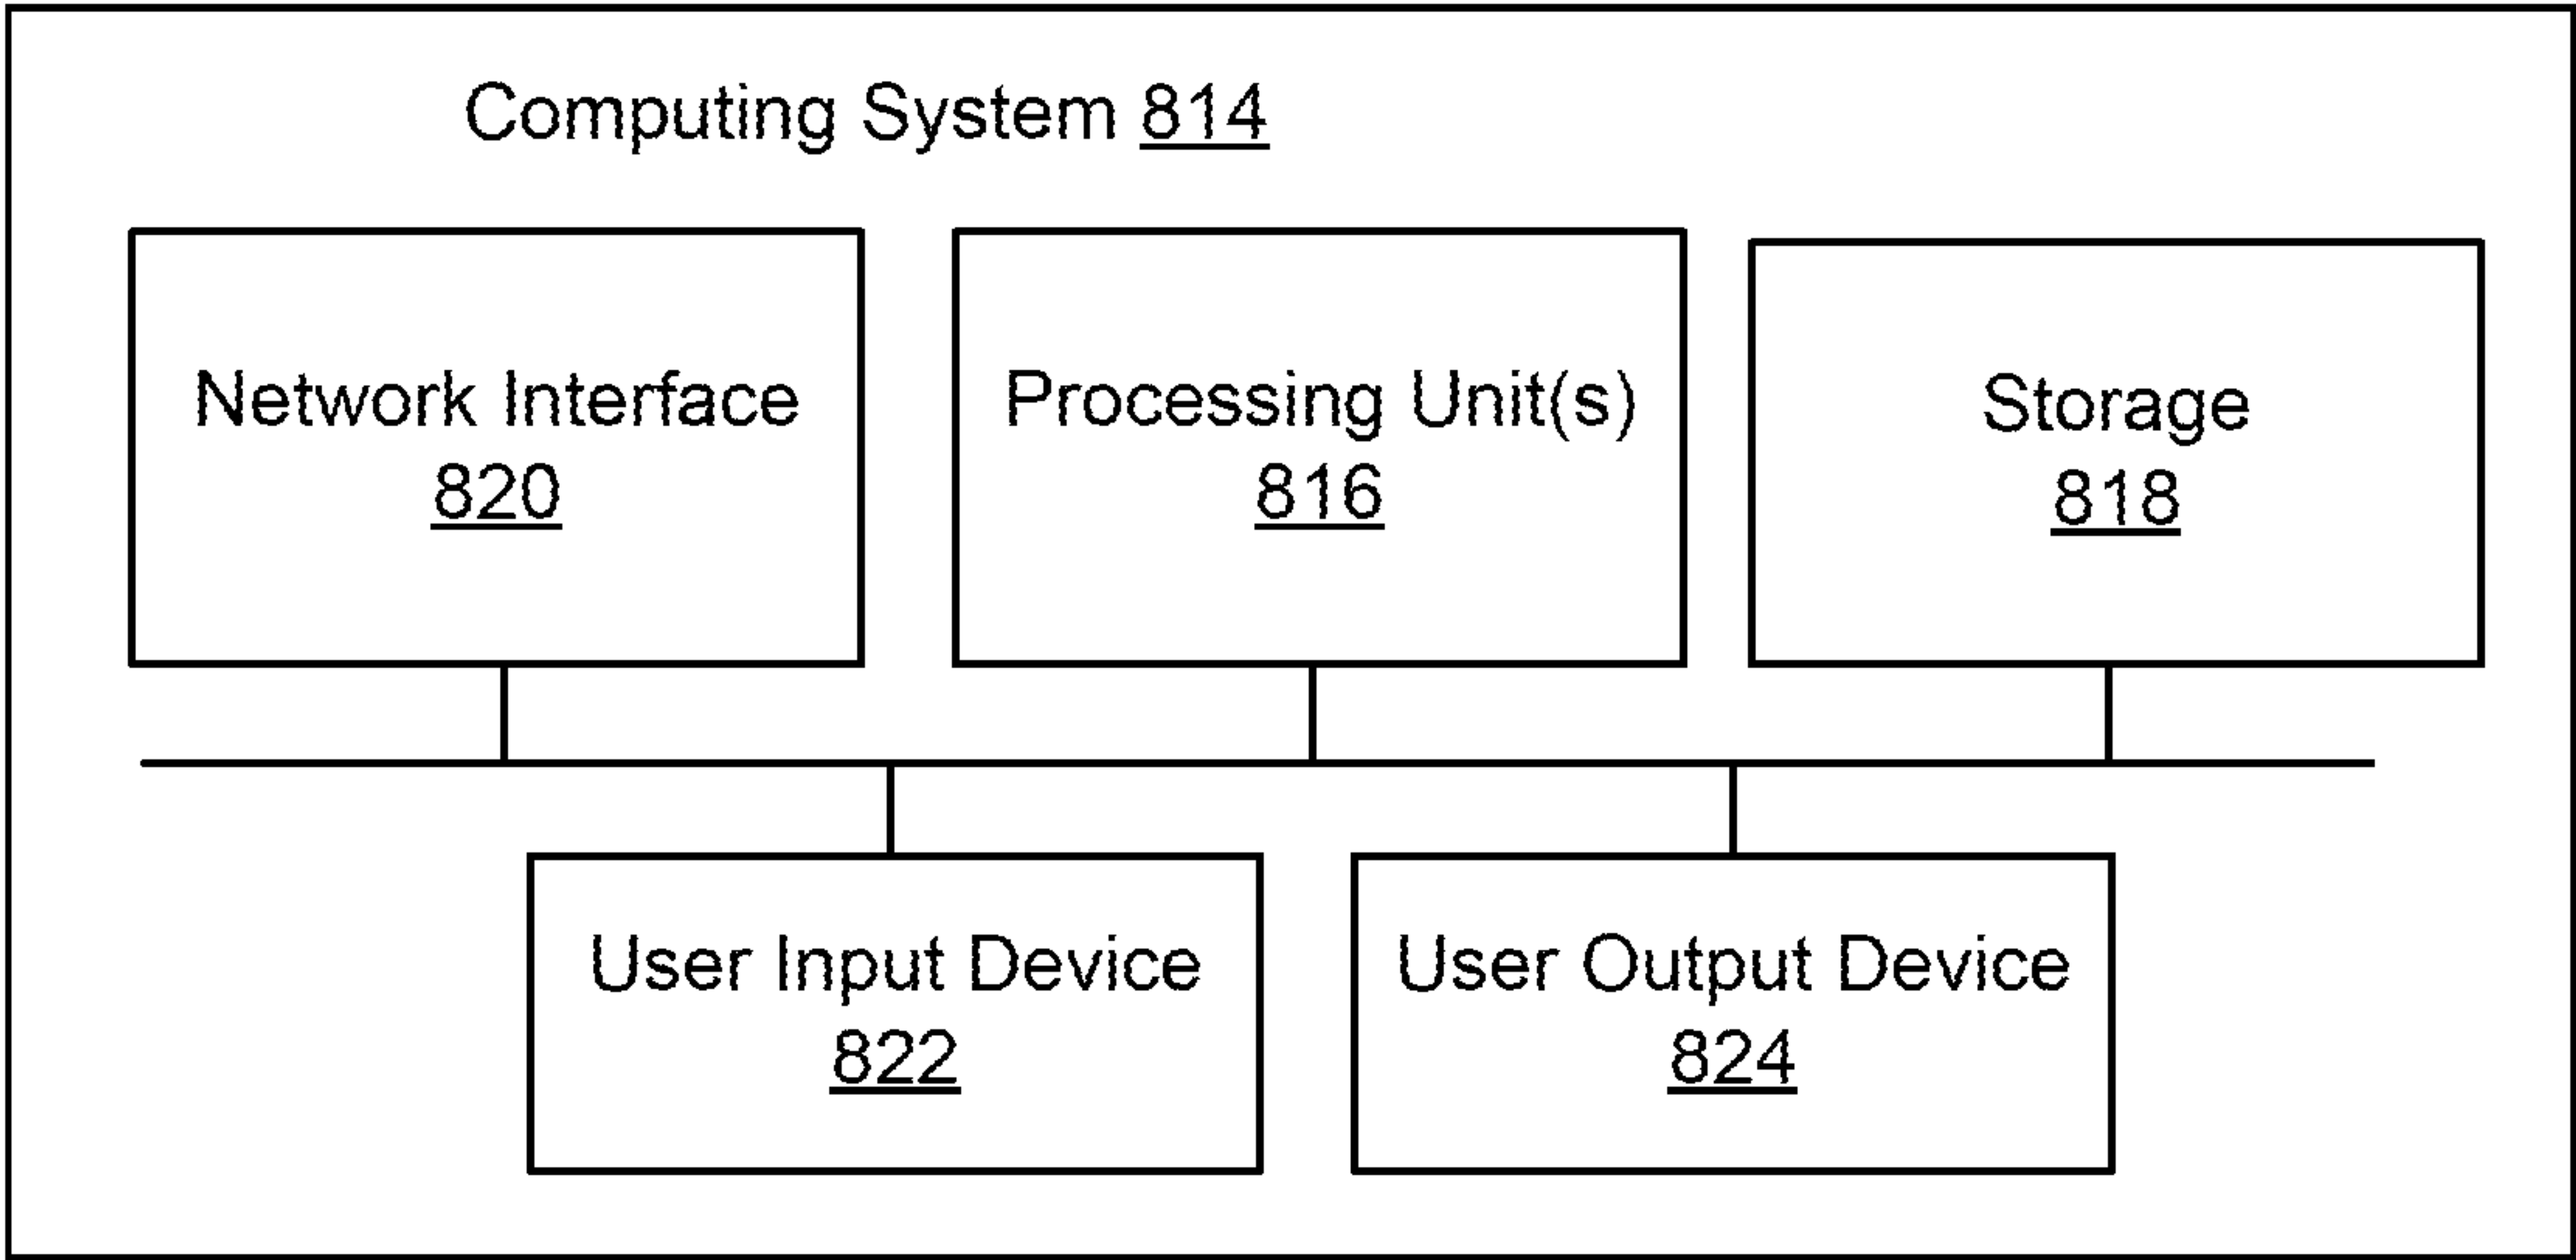 Computing System 814
Network Interface
820
Processing Unit(s)
816
Storage
818
User Input Device
822
User Output Device
824